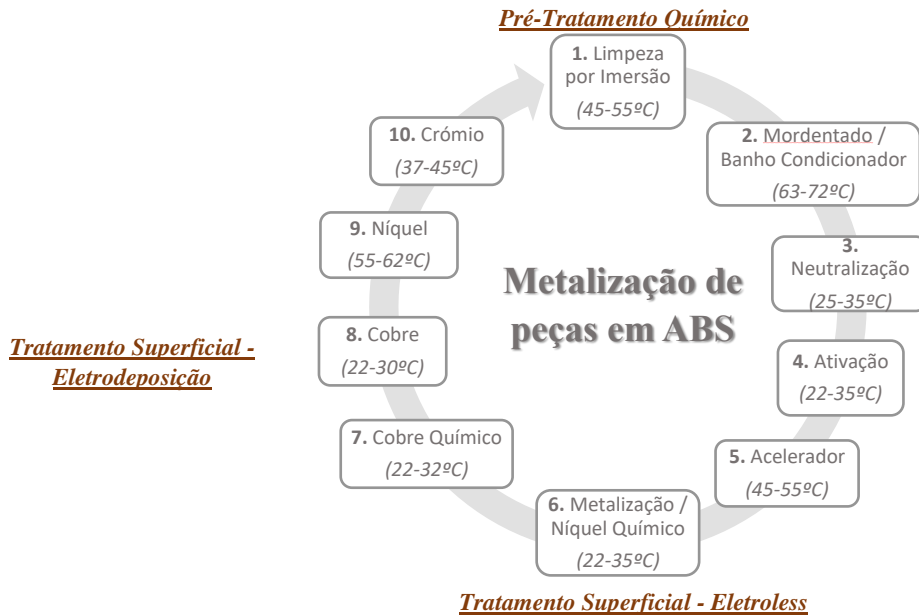 Pré-Tratamento Químico
1. Limpeza
por Imersão
(45-55ºC)
2. Mordentado /
Banho Condicionador
(63-72ºC)
3.
Neutralização
(25-35ºC)
4. Ativação
(22-35ºC)
5. Acelerador
(45-55ºC)
6. Metalização /
Níquel Químico
(22-35ºC)
7. Cobre Químico
(22-32ºC)
8. Cobre
(22-30ºC)
9. Níquel
(55-62ºC)
10. Crómio
(37-45ºC)
Metalização de
peças em ABS
Tratamento Superficial -
Eletrodeposição
Tratamento Superficial - Eletroless